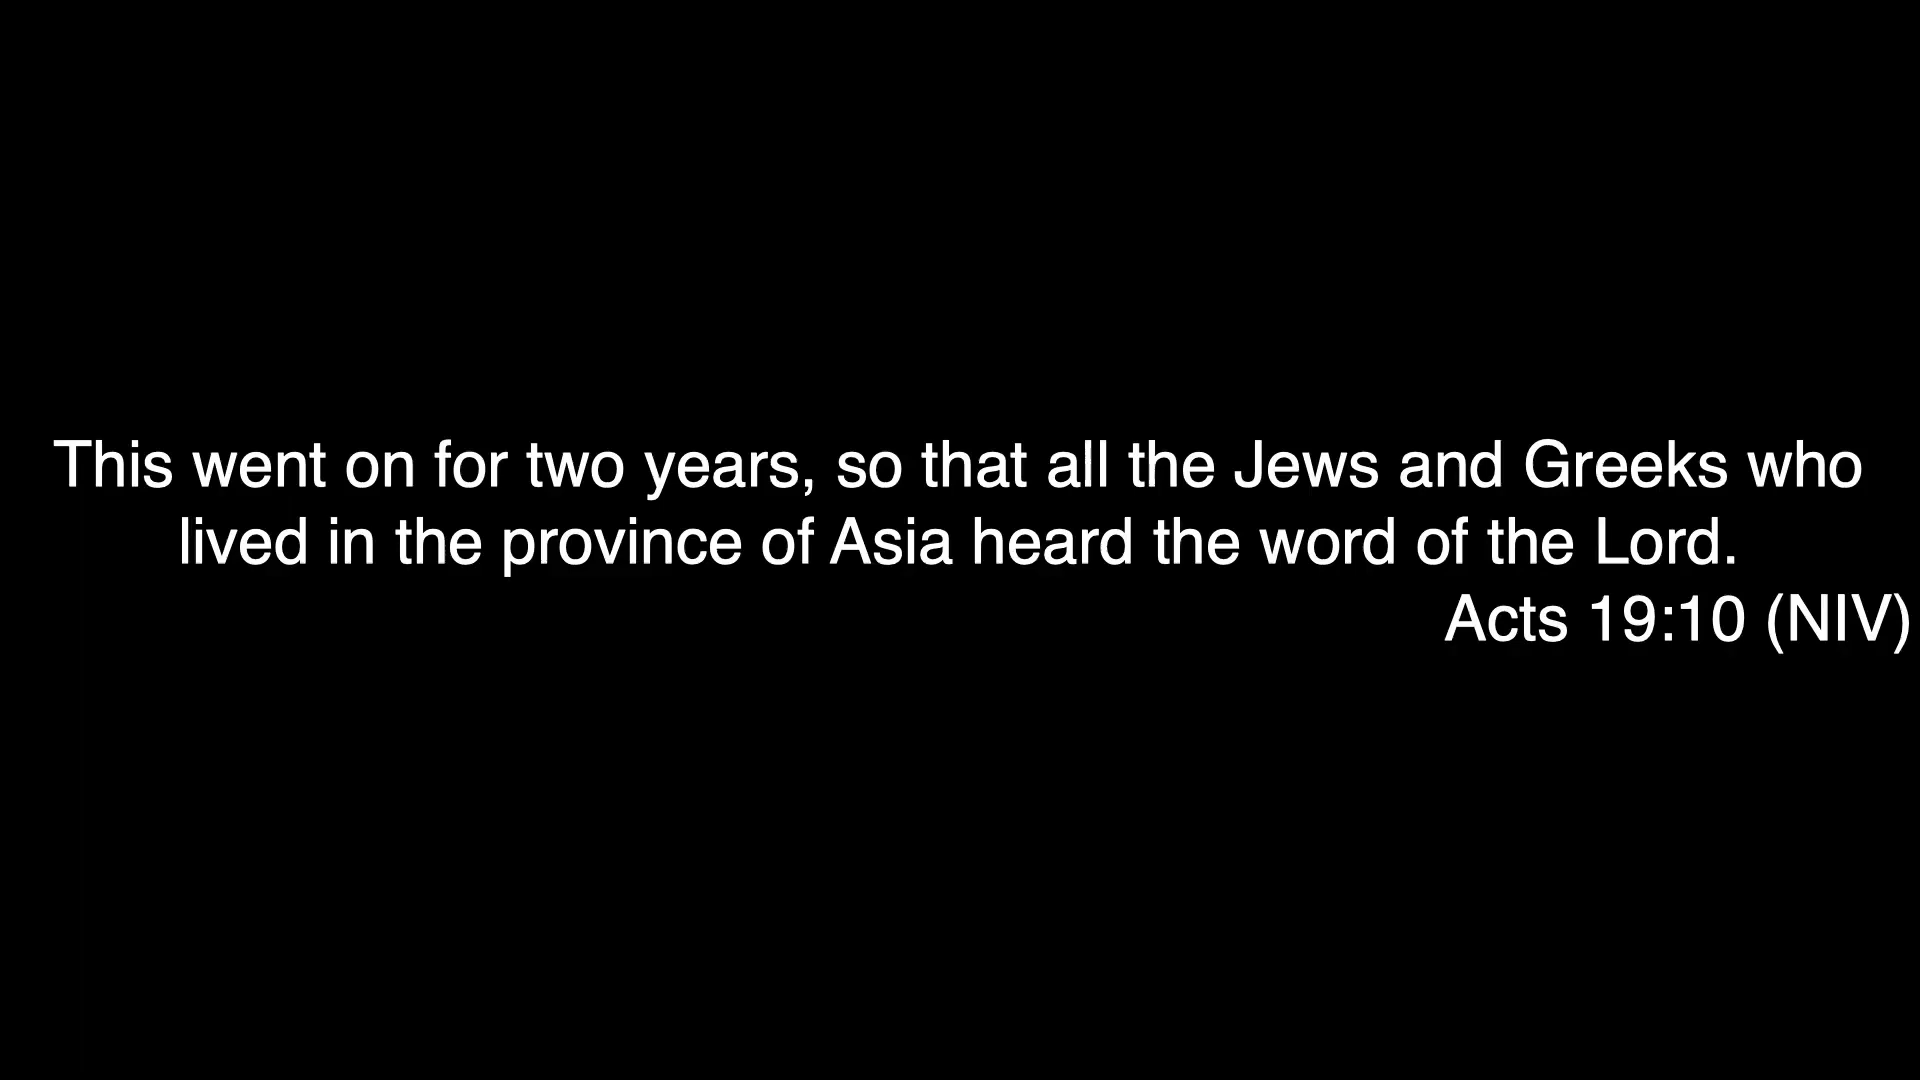 This went on for two years, so that all the Jews and Greeks who
lived in the province of Asia heard the word of the Lord.
Acts 19:10 (NIV)